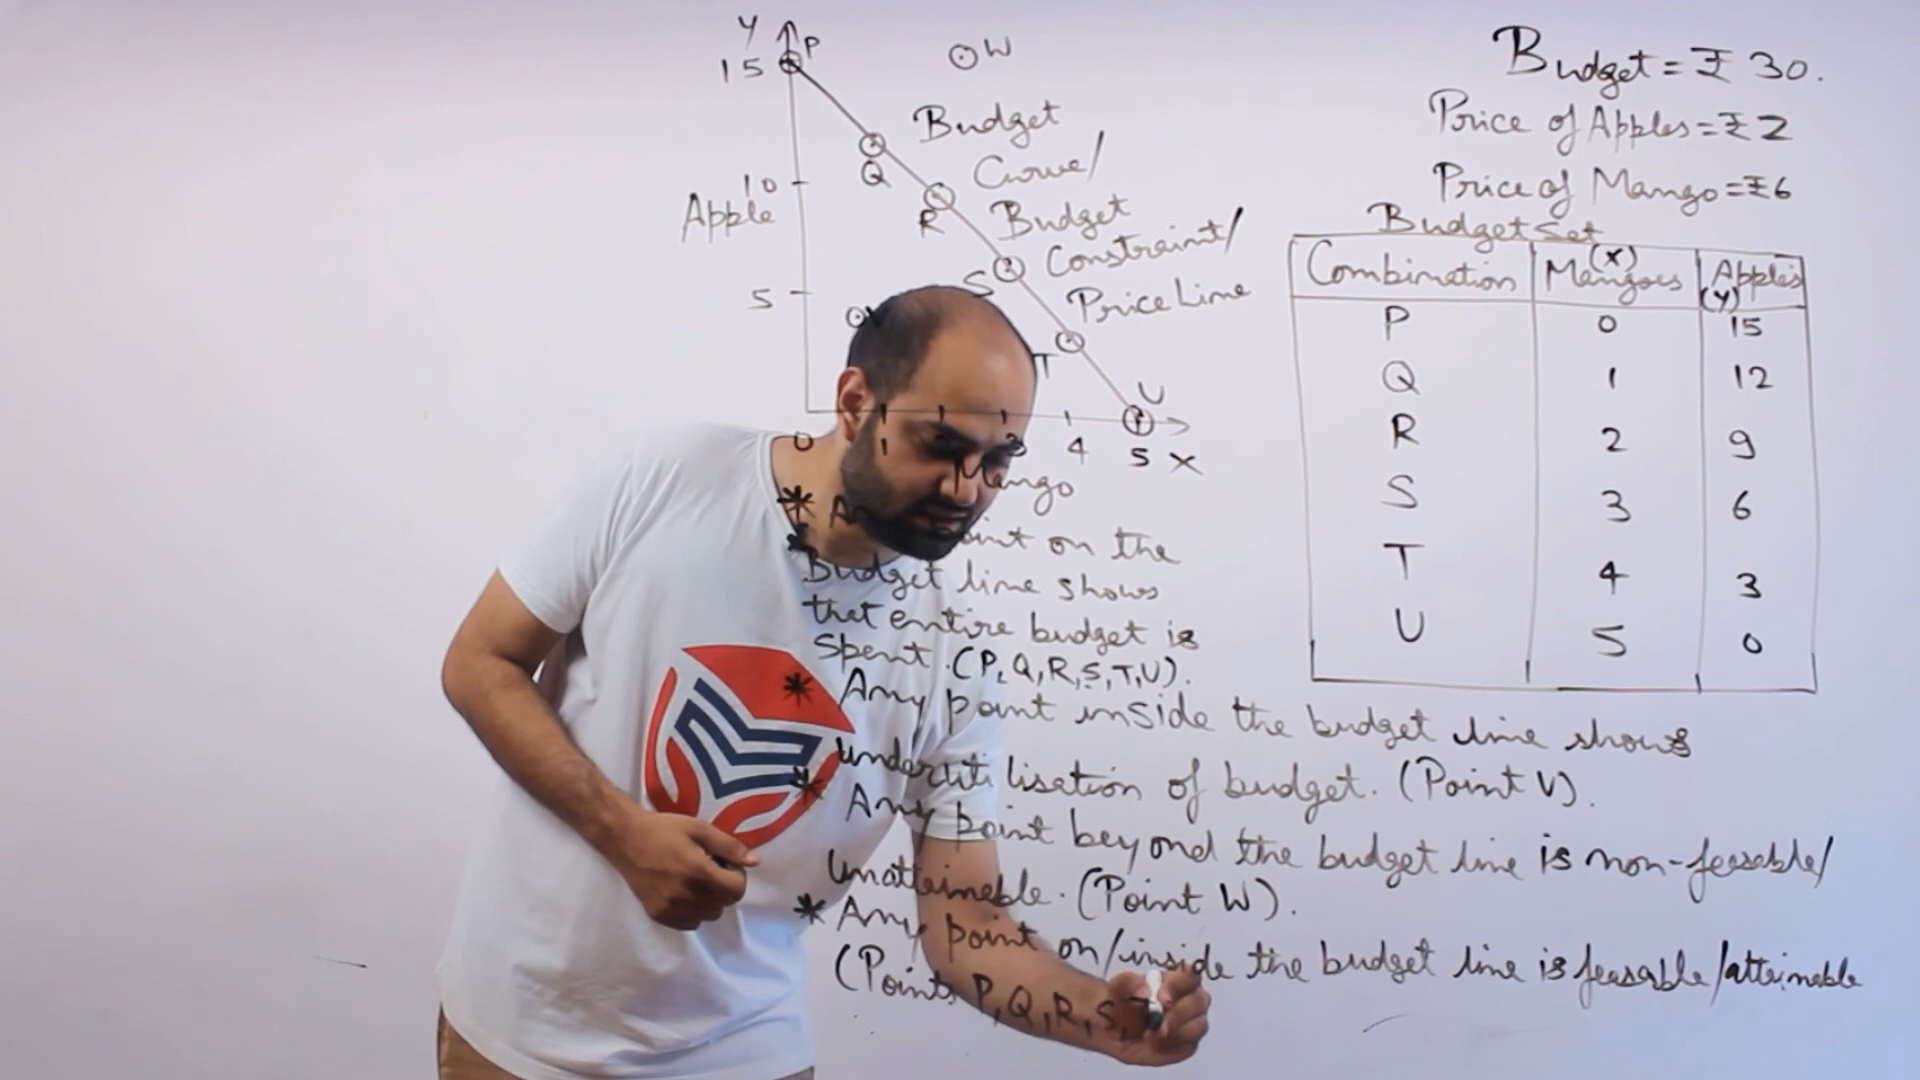 Y
P
15
W
Budget
Q
Curve/
10
Apple
R
Budget
Constraint/
S
Price Line
5
V
T
U
0 1 3 4 5 X
Mango
* on the
* Budget line shows
that entire budget is
spent. (P, Q, R, S, T, U).
* Any point inside the budget line shows
underutilisation of budget. (Point V).
* Any point beyond the budget line is non-feasable/
unattainable. (Point W).
* Any point on/inside the budget line is feasable/attainable
(Points P, Q, R, S,
Budget = ₹ 30.
Price of Apples = ₹ 2
Price of Mango = ₹ 6
Budget Set
Combination Mangoes (X) Apples (Y)
P 0 15
Q 1 12
R 2 9
S 3 6
T 4 3
U 5 0